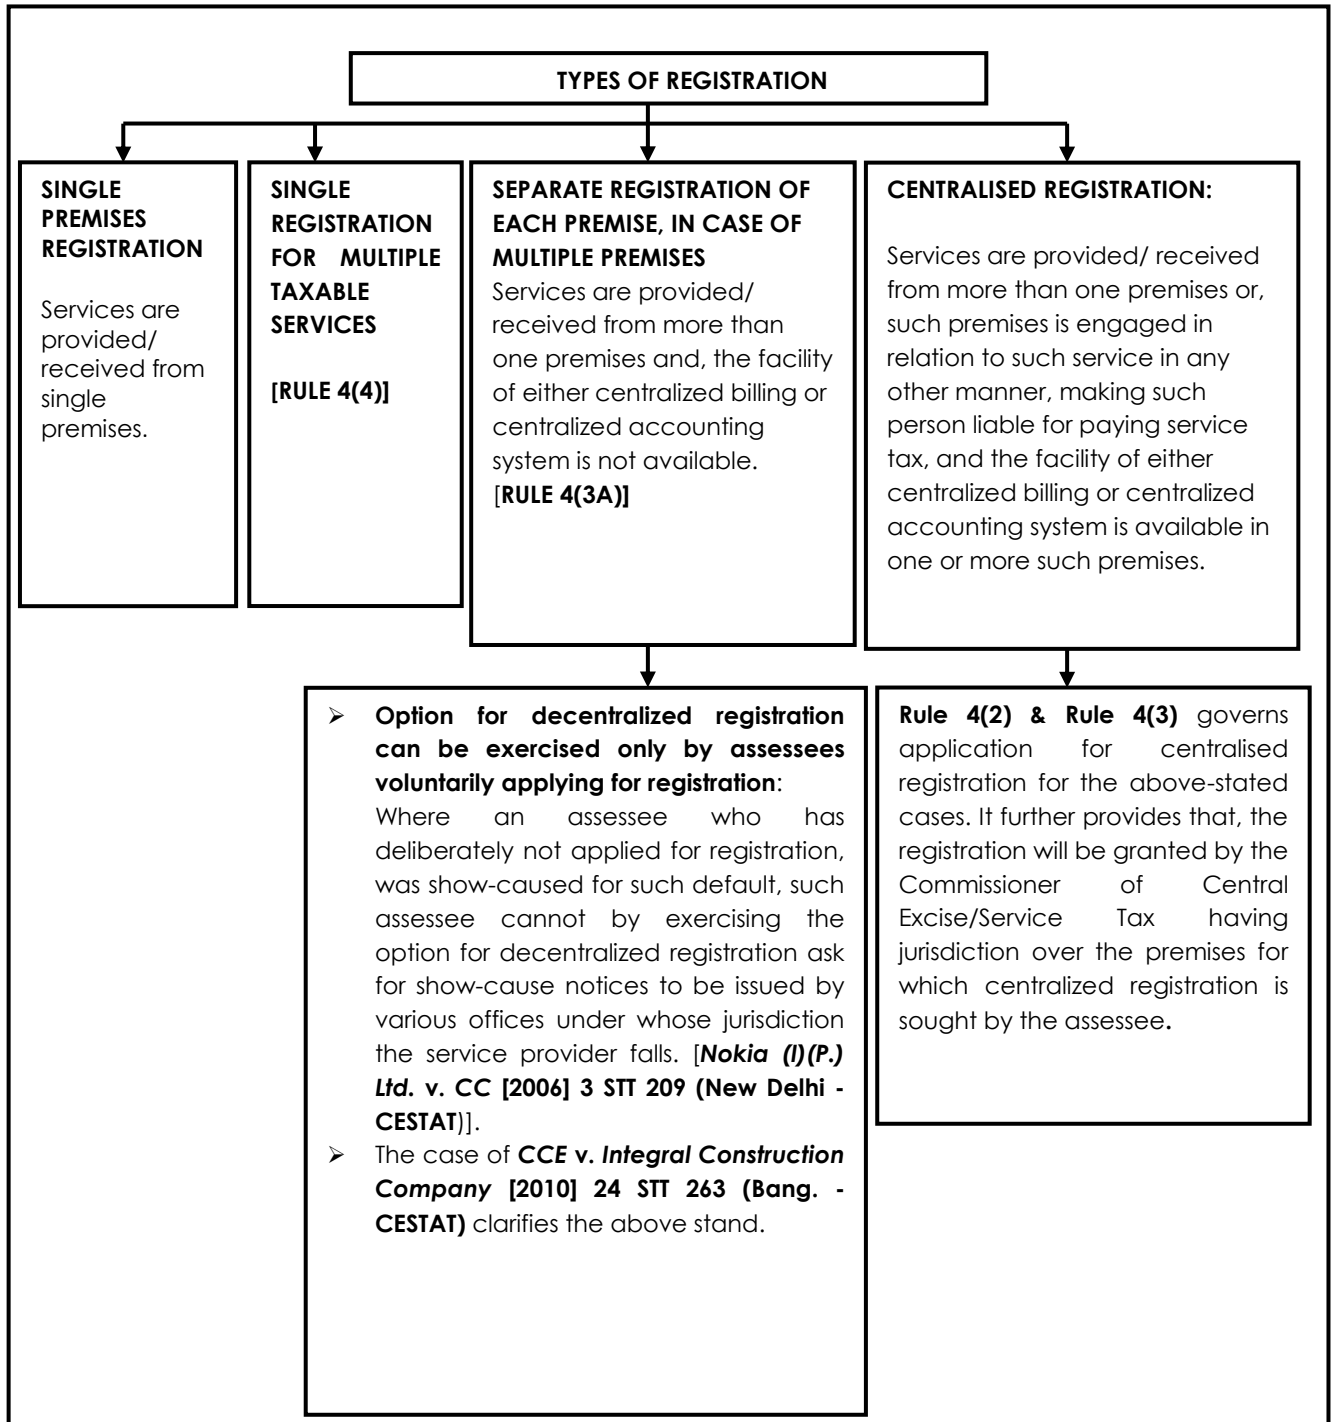 TYPES OF REGISTRATION
SINGLE
PREMISES
REGISTRATION
Services are
provided/
received from
single
premises.
SINGLE
REGISTRATION
FOR MULTIPLE
TAXABLE
SERVICES
[RULE 4(4)]
SEPARATE REGISTRATION OF
EACH PREMISE, IN CASE OF
MULTIPLE PREMISES
Services are provided/
received from more than
one premises and, the facility
of either centralized billing or
centralized accounting
system is not available.
[RULE 4(3A)]
CENTRALISED REGISTRATION:
Services are provided/ received
from more than one premises or,
such premises is engaged in
relation to such service in any
other manner, making such
person liable for paying service
tax, and the facility of either
centralized billing or centralized
accounting system is available in
one or more such premises.
➢ Option for decentralized registration
can be exercised only by assessees
voluntarily applying for registration:
Where an assessee who has
deliberately not applied for registration,
was show-caused for such default, such
assessee cannot by exercising the
option for decentralized registration ask
for show-cause notices to be issued by
various offices under whose jurisdiction
the service provider falls. [Nokia (I)(P.)
Ltd. v. CC [2006] 3 STT 209 (New Delhi -
CESTAT)].
➢ The case of CCE v. Integral Construction
Company [2010] 24 STT 263 (Bang. -
CESTAT) clarifies the above stand.
Rule 4(2) & Rule 4(3) governs
application for centralised
registration for the above-stated
cases. It further provides that, the
registration will be granted by the
Commissioner of Central
Excise/Service Tax having
jurisdiction over the premises for
which centralized registration is
sought by the assessee.